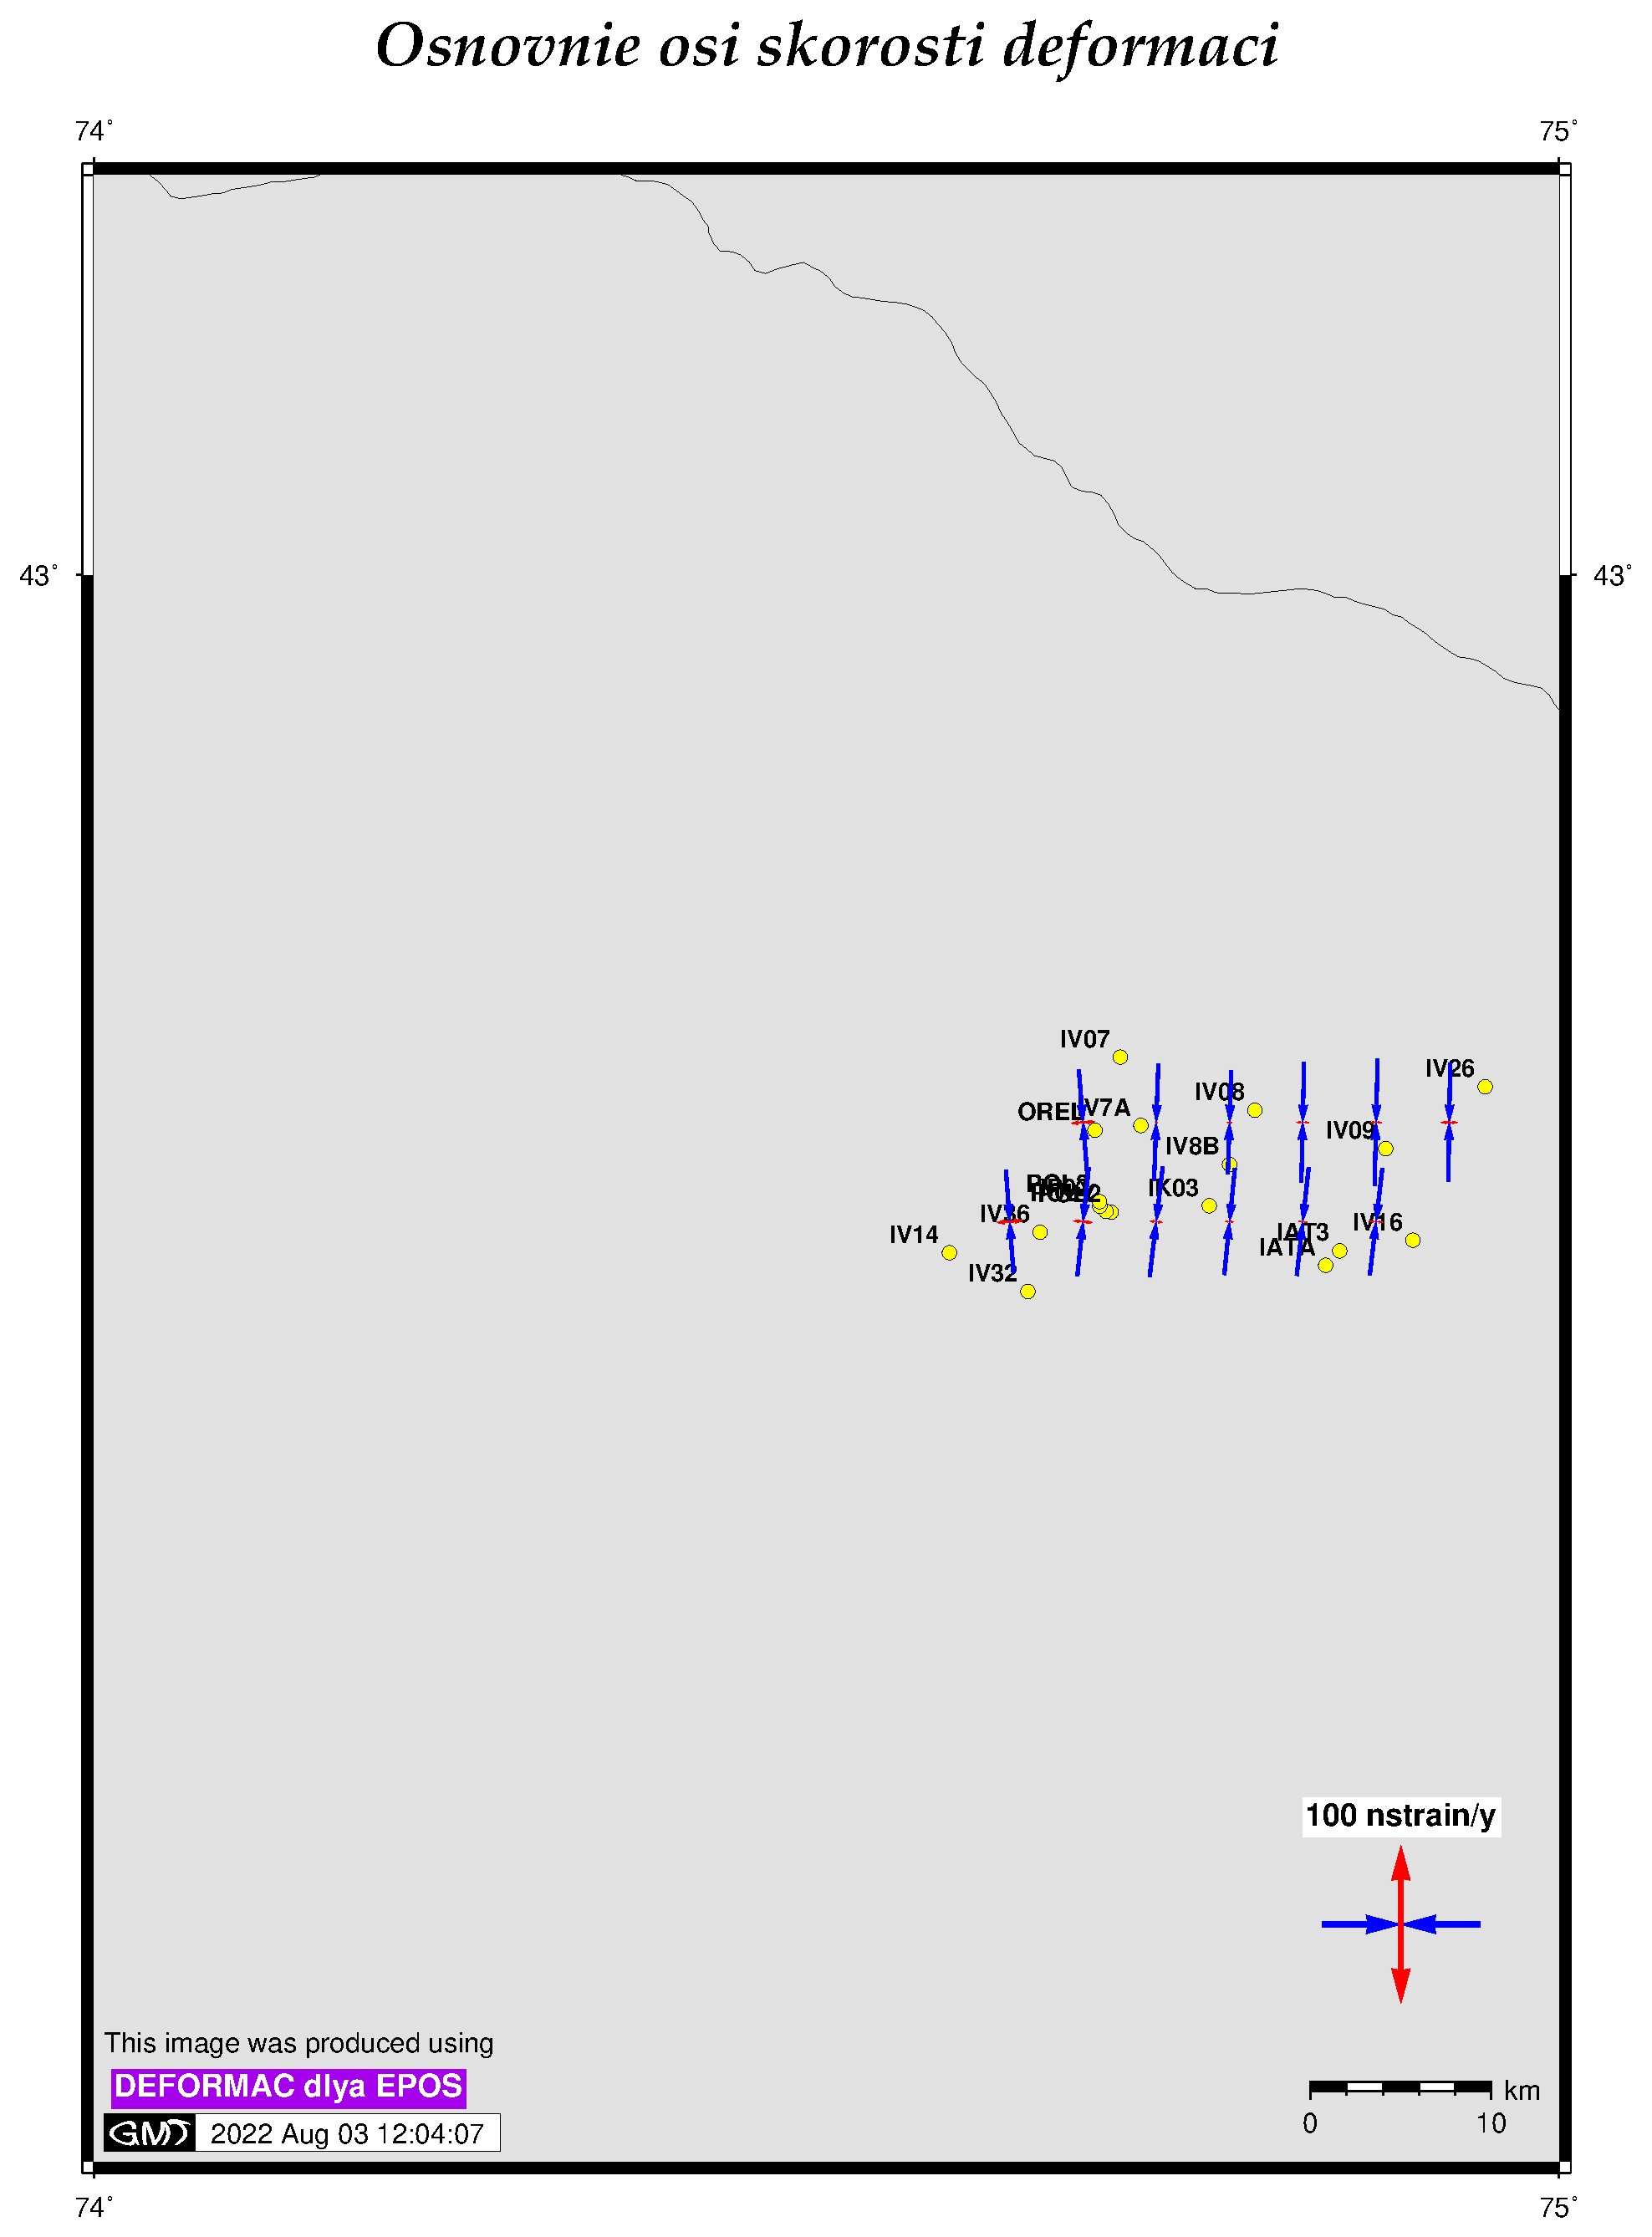 Osnovnie osi skorosti deformaci
74° 75°
43° 43°
IV07
IV26
IV08
OREL
V7A
IV09
IV8B
IK03
IV36
IV16
IAT3
IV14
IATA
IV32
100 nstrain/y
This image was produced using
DEFORMAC dlya EPOS
km
GMT 2022 Aug 03 12:04:07
0 10
74° 75°